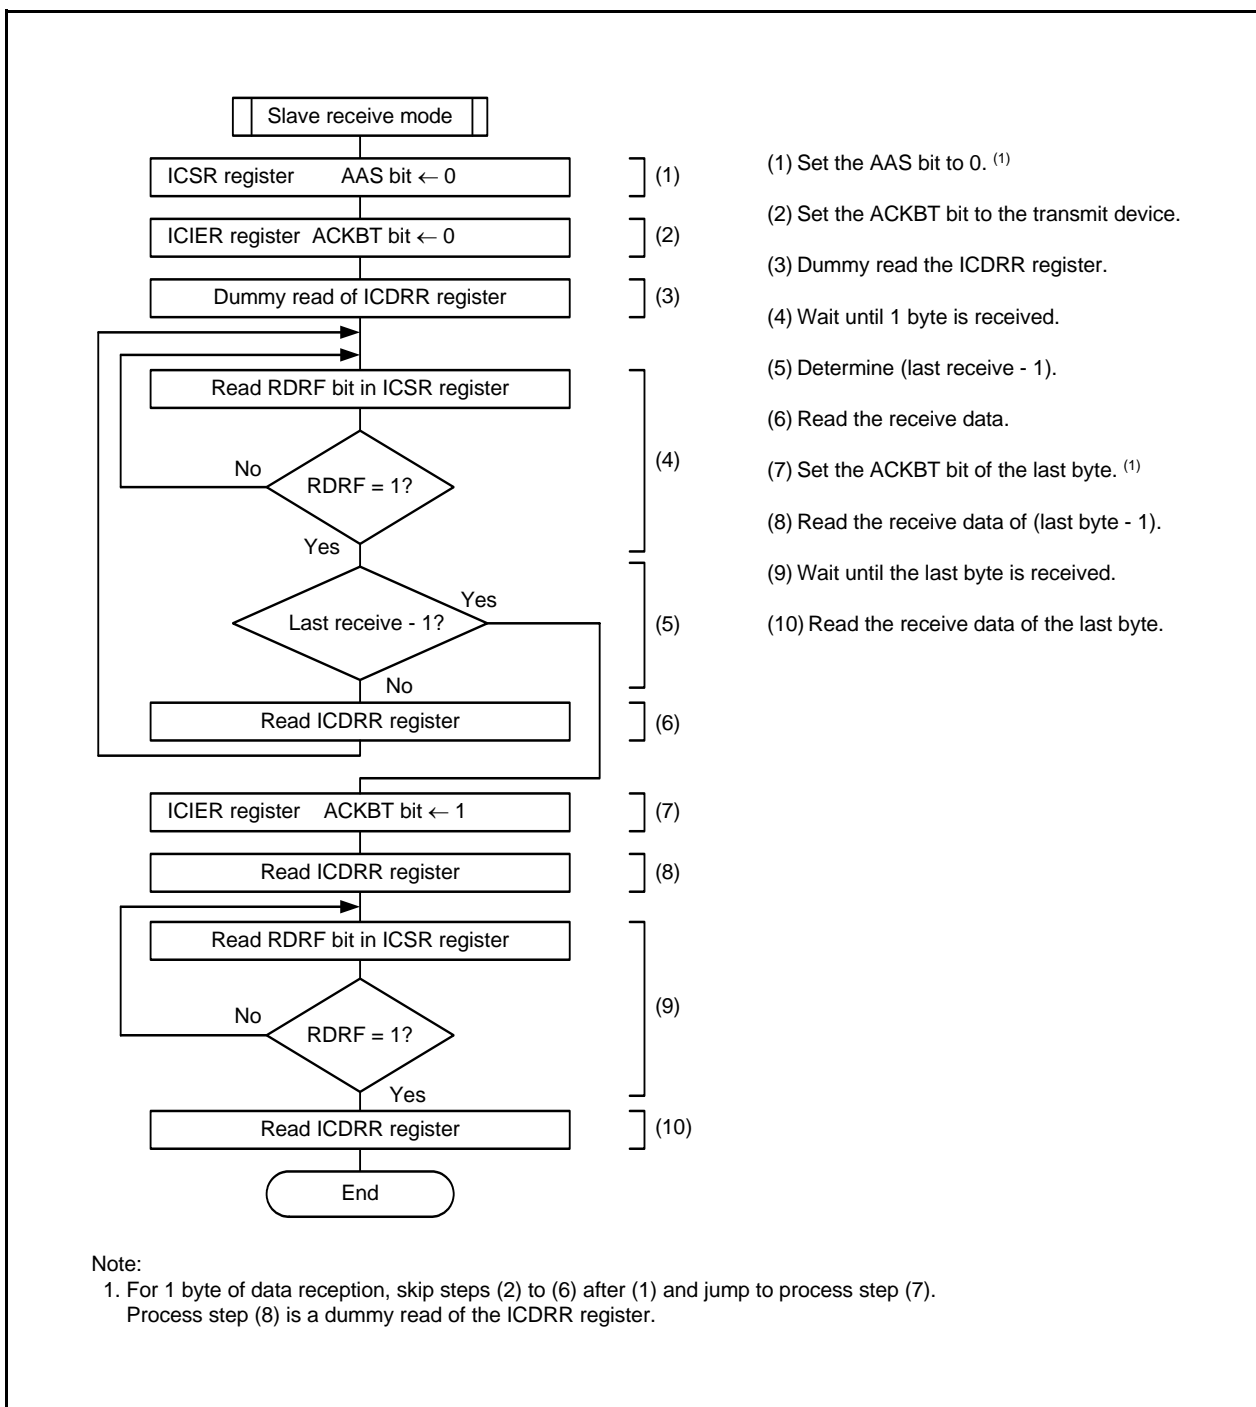 Slave receive mode
ICSR register AAS bit ← 0
(1)
ICIER register ACKBT bit ← 0
(2)
Dummy read of ICDRR register
(3)
Read RDRF bit in ICSR register
No
RDRF = 1?
(4)
Yes
Last receive - 1?
Yes
(5)
No
Read ICDRR register
(6)
ICIER register ACKBT bit ← 1
(7)
Read ICDRR register
(8)
Read RDRF bit in ICSR register
No
RDRF = 1?
(9)
Yes
Read ICDRR register
(10)
End
(1) Set the AAS bit to 0. (1)
(2) Set the ACKBT bit to the transmit device.
(3) Dummy read the ICDRR register.
(4) Wait until 1 byte is received.
(5) Determine (last receive - 1).
(6) Read the receive data.
(7) Set the ACKBT bit of the last byte. (1)
(8) Read the receive data of (last byte - 1).
(9) Wait until the last byte is received.
(10) Read the receive data of the last byte.
Note:
1. For 1 byte of data reception, skip steps (2) to (6) after (1) and jump to process step (7).
Process step (8) is a dummy read of the ICDRR register.